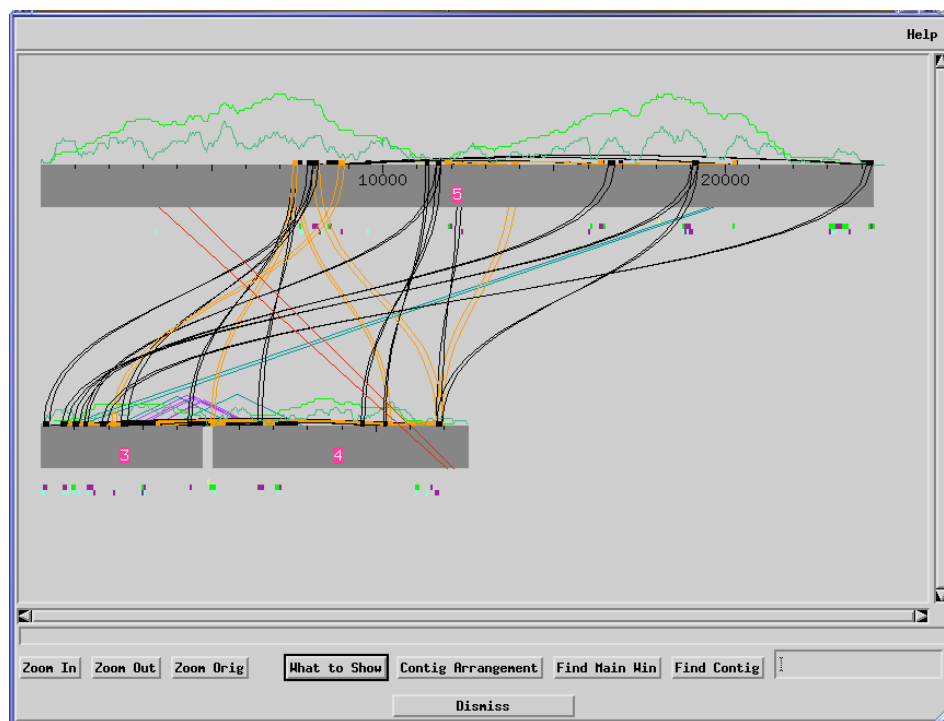 Help
10000 20000
5
3 4
Zoom In Zoom Out Zoom Orig What to Show Contig Arrangement Find Main Win Find Contig
Dismiss